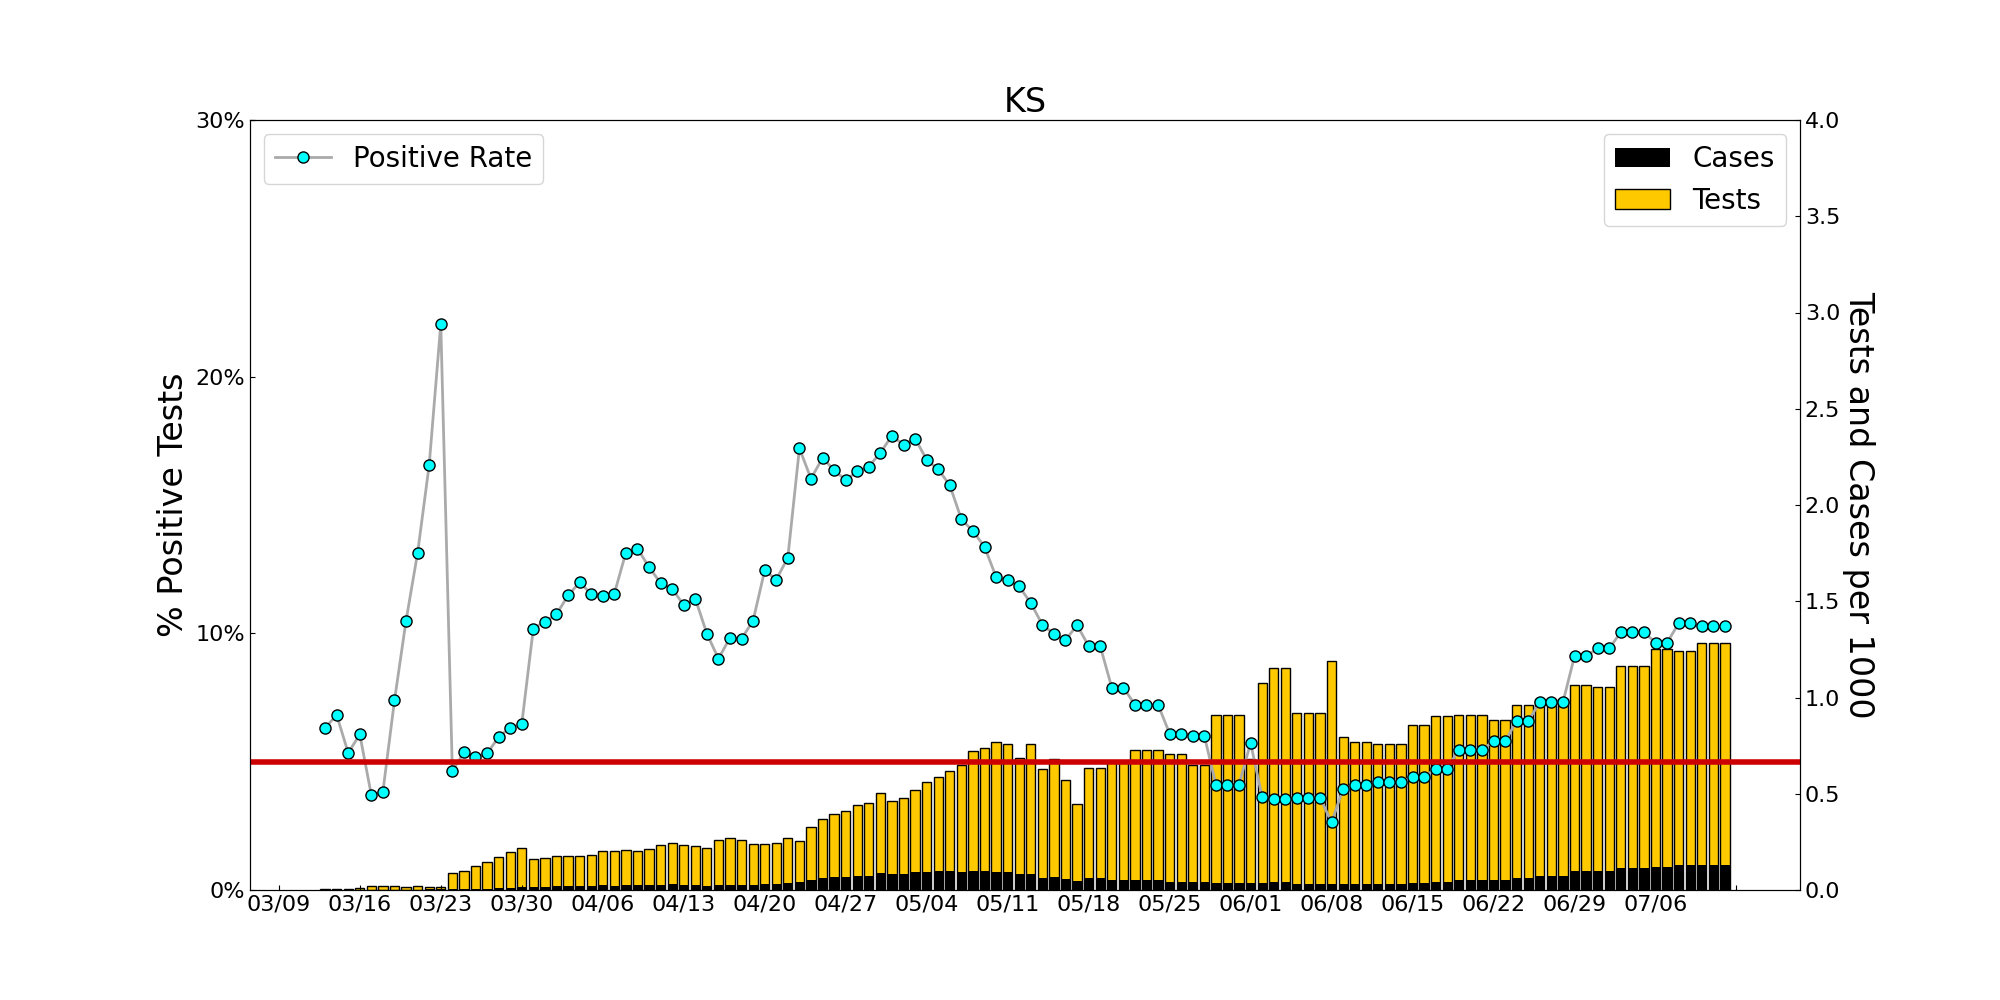 KS
Positive Rate
Cases
Tests
% Positive Tests
30%
20%
10%
0%
Tests and Cases per 1000
4.0
3.5
3.0
2.5
2.0
1.5
1.0
0.5
0.0
03/09 03/16 03/23 03/30 04/06 04/13 04/20 04/27 05/04 05/11 05/18 05/25 06/01 06/08 06/15 06/22 06/29 07/06